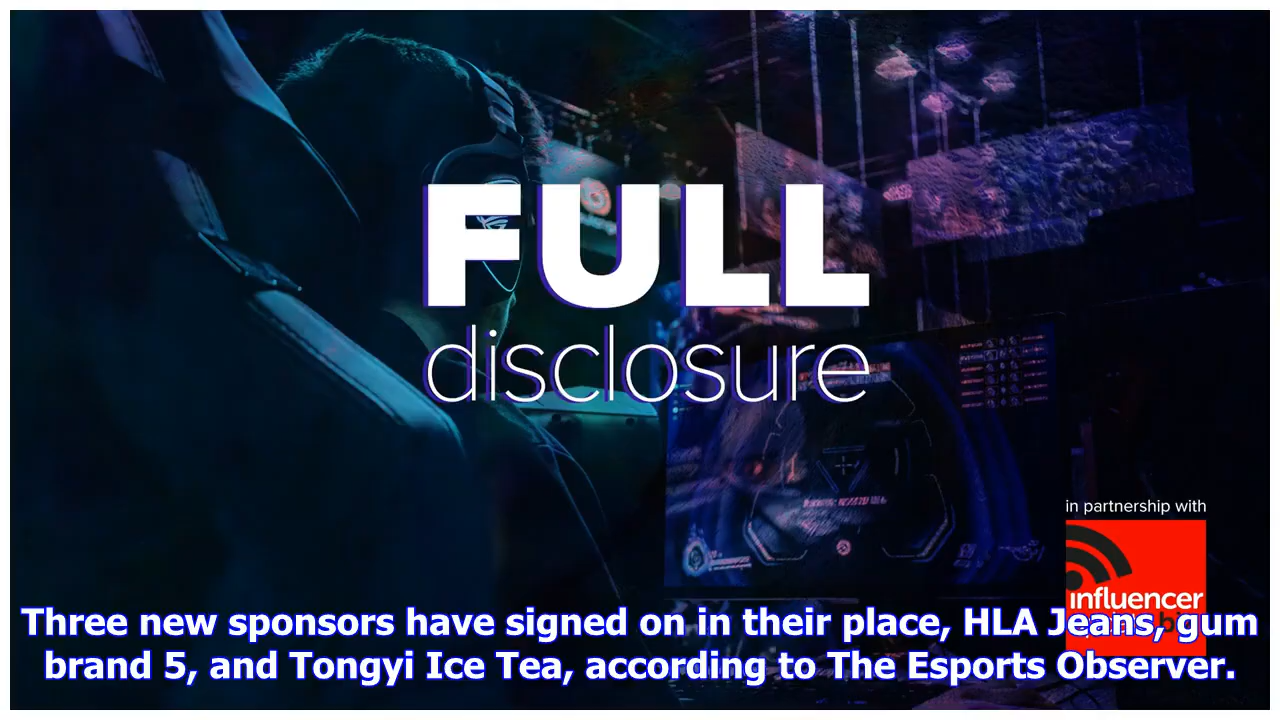 FULL
disclosure
in partnership with
influencer
Three new sponsors have signed on in their place, HLA Jeans, gum
brand 5, and Tongyi Ice Tea, according to The Esports Observer.